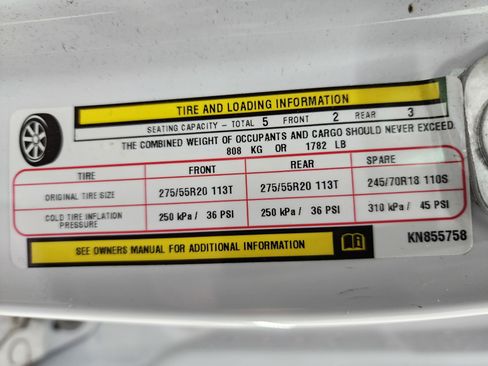 TIRE AND LOADING INFORMATION
SEATING CAPACITY - TOTAL 5 FRONT 2 REAR 3
THE COMBINED WEIGHT OF OCCUPANTS AND CARGO SHOULD NEVER EXCEED
808 KG OR 1782 LB
TIRE FRONT REAR SPARE
ORIGINAL TIRE SIZE 275/55R20 113T 275/55R20 113T 245/70R18 110S
COLD TIRE INFLATION PRESSURE 250 kPa / 36 PSI 250 kPa / 36 PSI 310 kPa / 45 PSI
SEE OWNERS MANUAL FOR ADDITIONAL INFORMATION
KN855758